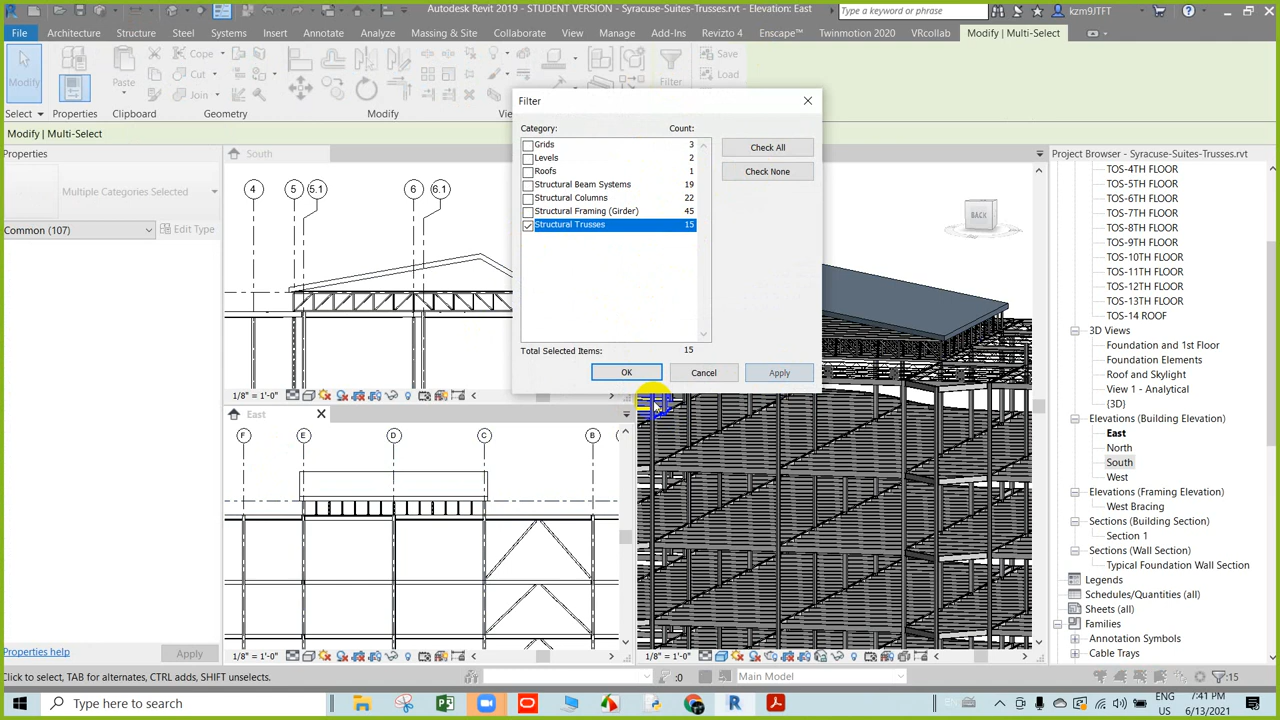 Autodesk Revit 2019 - STUDENT VERSION - Syracuse-Suites-Trusses.rvt - Elevation: East
Type a keyword or phrase
kzm9JTFT
File Architecture Structure Steel Systems Insert Annotate Analyze Massing & Site Collaborate View Manage Add-Ins Revizto 4 Enscape™ Twinmotion 2020 VRcollab Modify | Multi-Select
Modify
Paste
Cope
Cut
Join
Filter
Save
Load
Select Properties Clipboard Geometry Modify
Modify | Multi-Select
Properties
Multiple Categories Selected
Common (107)
Edit Type
Properties help
Apply
South
4 5 5.1 6 6.1
1/8" = 1'-0"
East
F E D C B
1/8" = 1'-0"
Filter
Category: Count:
Grids 3
Levels 2
Roofs 1
Structural Beam Systems 19
Structural Columns 22
Structural Framing (Girder) 45
Structural Trusses 15
Total Selected Items: 15
Check All
Check None
OK Cancel Apply
BACK
1/8" = 1'-0"
Project Browser - Syracuse-Suites-Trusses.rvt
TOS-4TH FLOOR
TOS-5TH FLOOR
TOS-6TH FLOOR
TOS-7TH FLOOR
TOS-8TH FLOOR
TOS-9TH FLOOR
TOS-10TH FLOOR
TOS-11TH FLOOR
TOS-12TH FLOOR
TOS-13TH FLOOR
TOS-14 ROOF
3D Views
Foundation and 1st Floor
Foundation Elements
Roof and Skylight
View 1 - Analytical
{3D}
Elevations (Building Elevation)
East
North
South
West
Elevations (Framing Elevation)
West Bracing
Sections (Building Section)
Section 1
Sections (Wall Section)
Typical Foundation Wall Section
Legends
Schedules/Quantities (all)
Sheets (all)
Families
Annotation Symbols
Cable Trays
Click to select, TAB for alternates, CTRL adds, SHIFT unselects.
:0
Main Model
:15
Type here to search
ENG
US
7:41 PM
6/13/2021